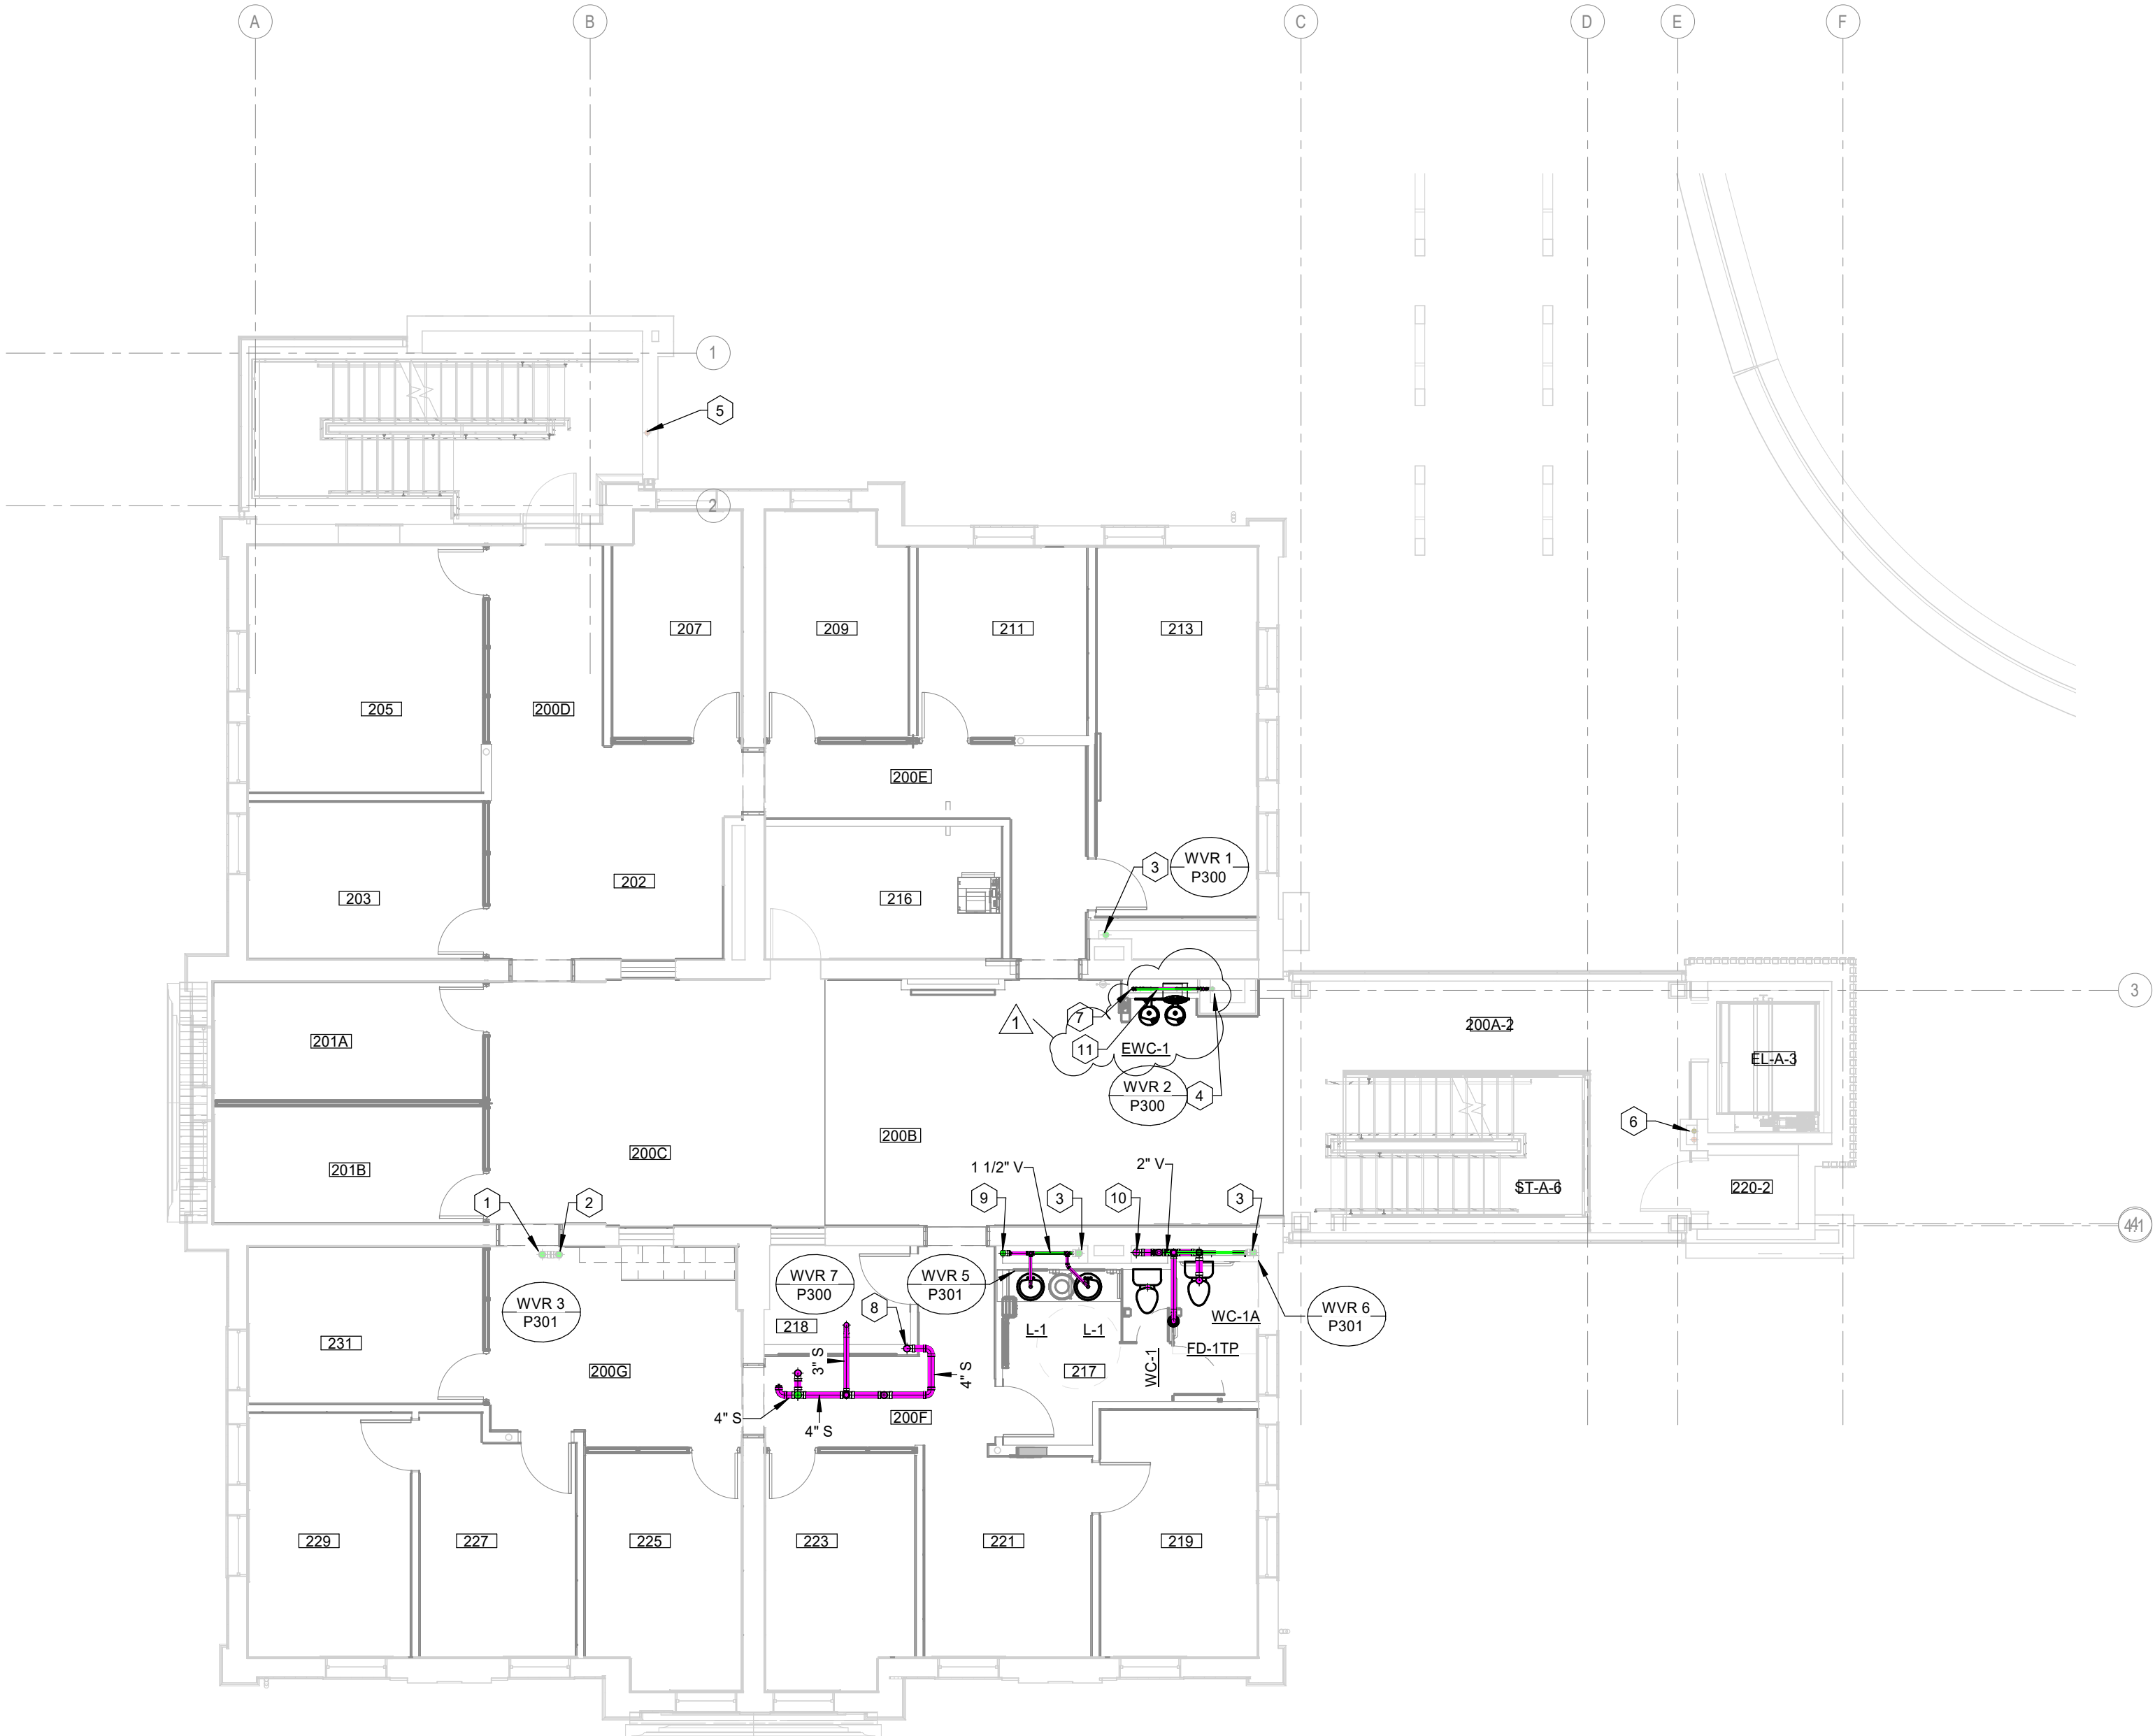 A
B
C
D
E
F
1
5
2
207
209
211
213
205
200D
200E
3
WVR 1
P300
203
202
216
3
7
1
200A-2
201A
11
EWC-1
EL-A-3
WVR 2
P300
4
6
200B
200C
201B
1 1/2" V
2" V
ST-A-6
220-2
1
2
9
3
10
3
WVR 7
P300
WVR 5
P301
WVR 3
P301
8
WVR 6
P301
218
L-1
L-1
WC-1A
231
FD-1TP
3" S
4" S
200G
217
WC-1
4" S
4" S
200F
229
227
225
223
221
219